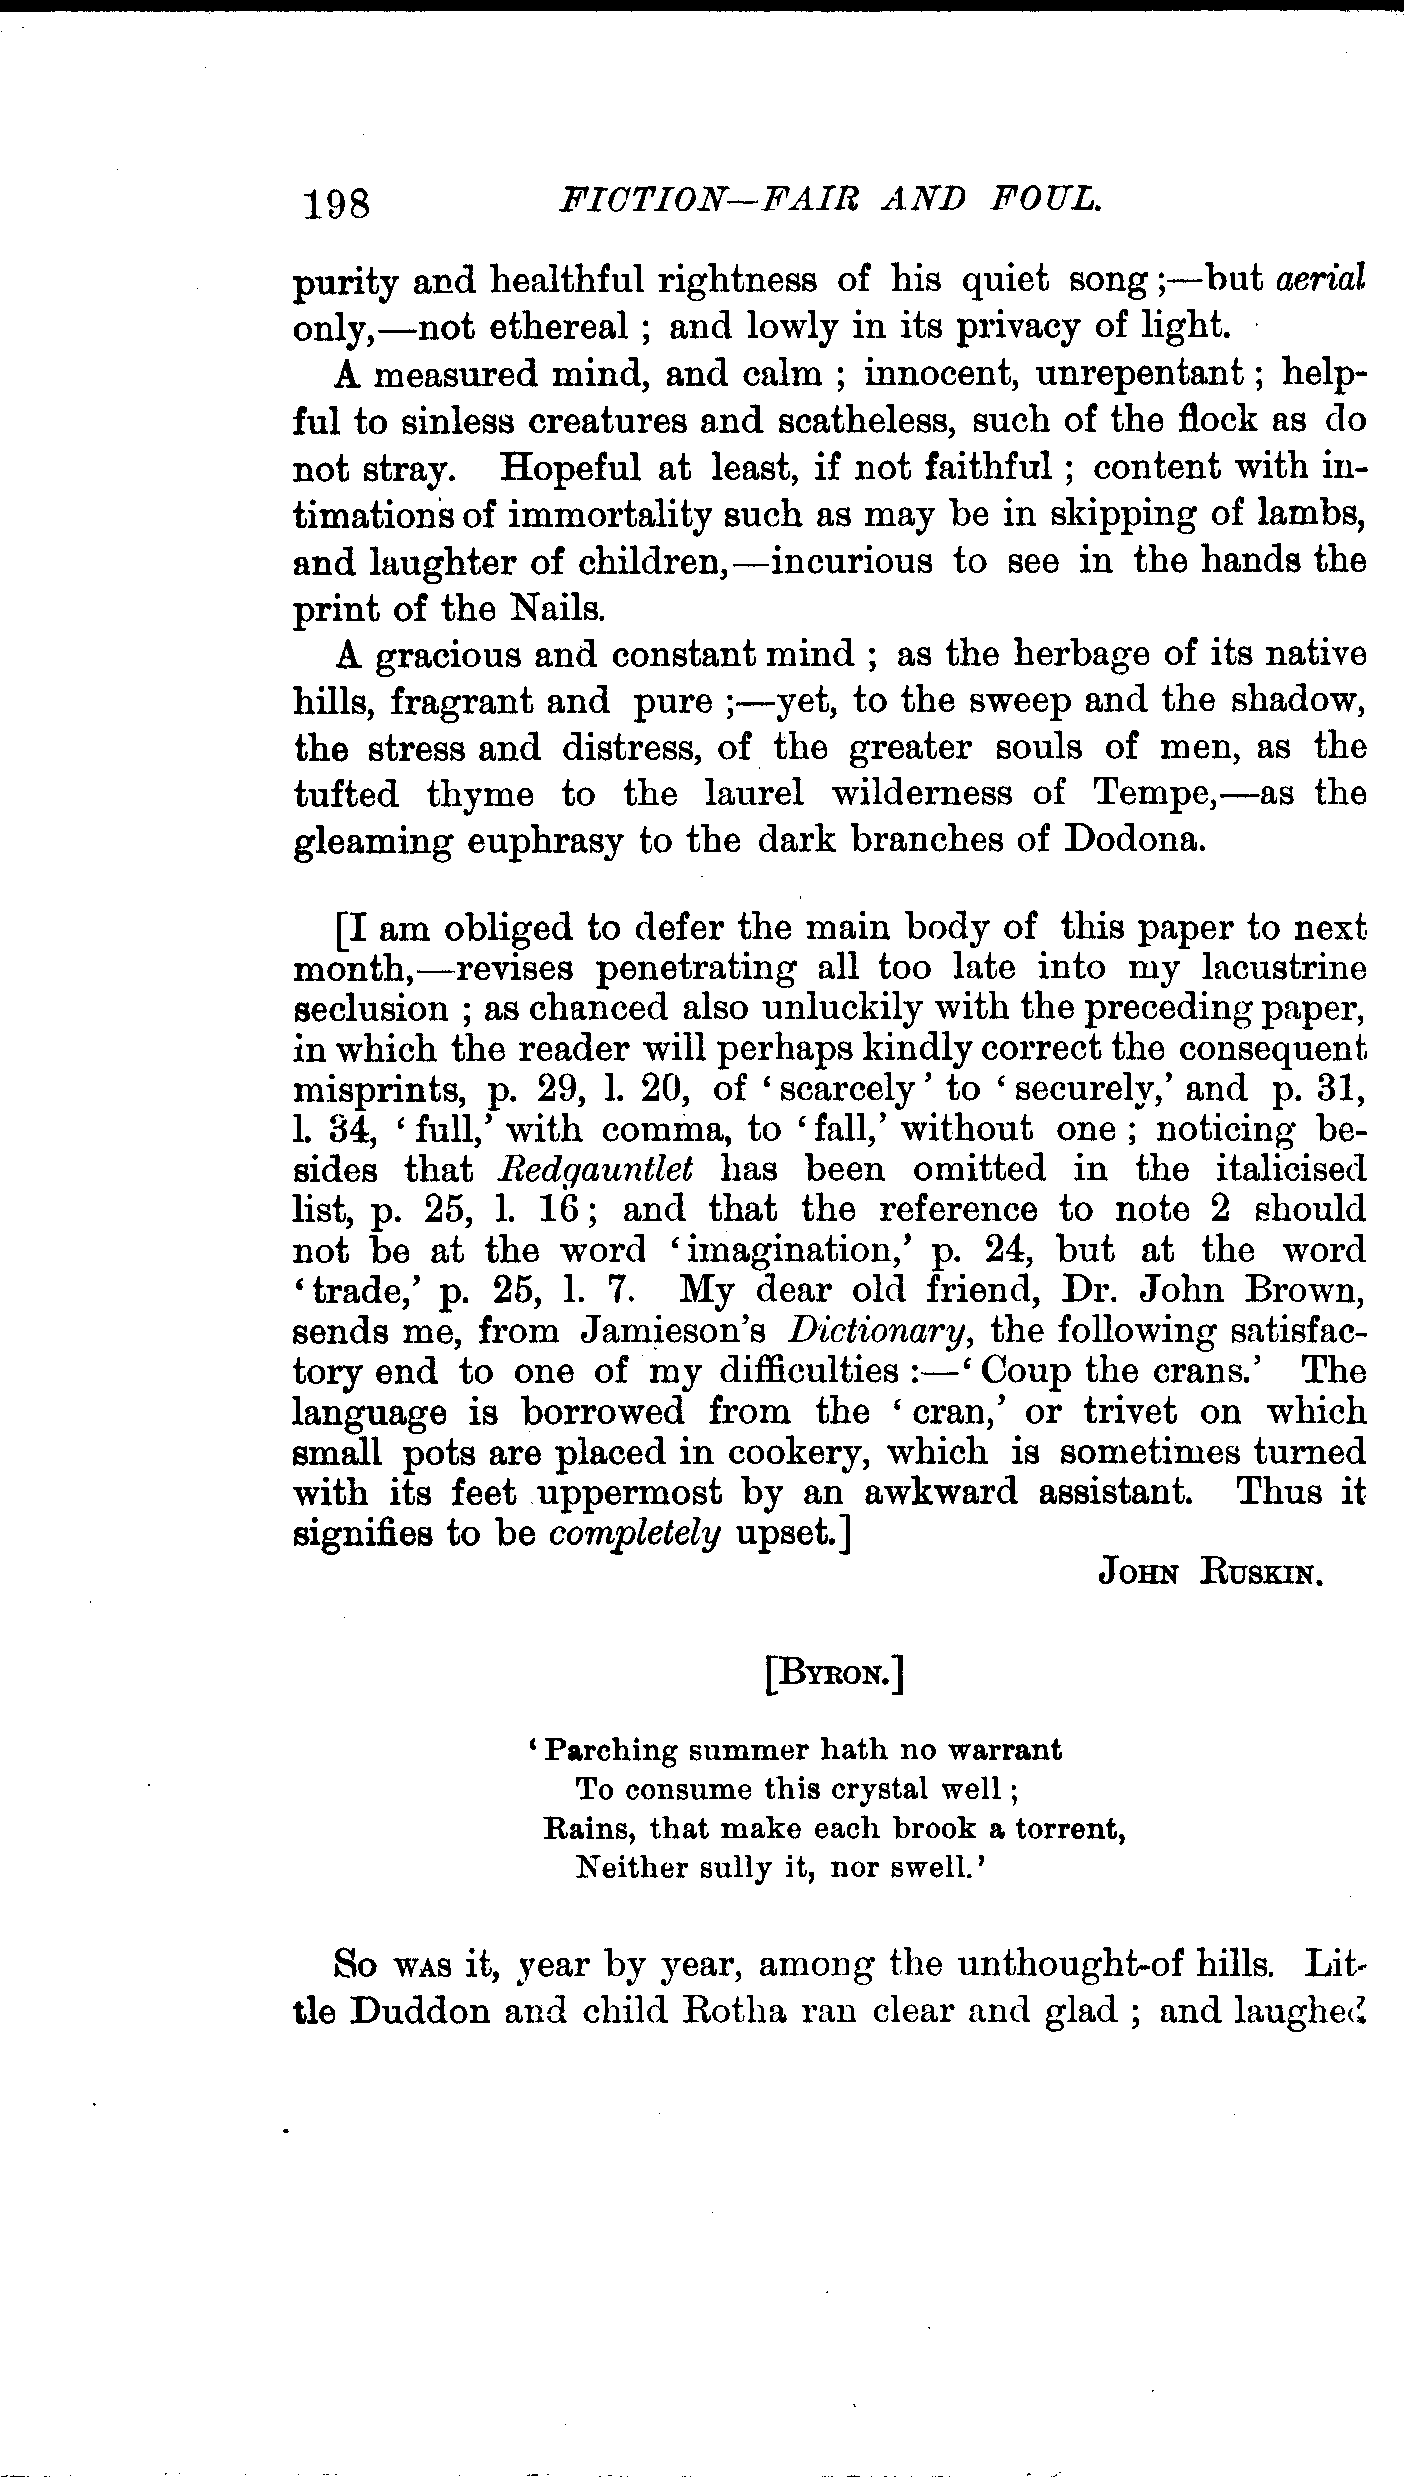 198 FICTION—FAIR AND FOUL.
purity and healthful rightness of his quiet song ;—but aerial
only,—not ethereal ; and lowly in its privacy of light.
A measured mind, and calm ; innocent, unrepentant ; help-
ful to sinless creatures and scatheless, such of the flock as do
not stray. Hopeful at least, if not faithful ; content with in-
timations of immortality such as may be in skipping of lambs,
and laughter of children,—incurious to see in the hands the
print of the Nails.
A gracious and constant mind ; as the herbage of its native
hills, fragrant and pure ;—yet, to the sweep and the shadow,
the stress and distress, of the greater souls of men, as the
tufted thyme to the laurel wilderness of Tempe,—as the
gleaming euphrasy to the dark branches of Dodona.
[I am obliged to defer the main body of this paper to next
month,—revises penetrating all too late into my lacustrine
seclusion ; as chanced also unluckily with the preceding paper,
in which the reader will perhaps kindly correct the consequent
misprints, p. 29, l. 20, of ‘ scarcely ’ to ‘ securely,’ and p. 31,
l. 34, ‘ full,’ with comma, to ‘ fall,’ without one ; noticing be-
sides that Redgauntlet has been omitted in the italicised
list, p. 25, l. 16 ; and that the reference to note 2 should
not be at the word ‘ imagination,’ p. 24, but at the word
‘ trade,’ p. 25, l. 7. My dear old friend, Dr. John Brown,
sends me, from Jamieson's Dictionary, the following satisfac-
tory end to one of my difficulties :—‘ Coup the crans.’ The
language is borrowed from the ‘ cran,’ or trivet on which
small pots are placed in cookery, which is sometimes turned
with its feet uppermost by an awkward assistant. Thus it
signifies to be completely upset.]
JOHN RUSKIN.
[BYRON.]
‘ Parching summer hath no warrant
To consume this crystal well ;
Rains, that make each brook a torrent,
Neither sully it, nor swell.’
So WAS it, year by year, among the unthought-of hills. Lit-
tle Duddon and child Rotha ran clear and glad ; and laughed